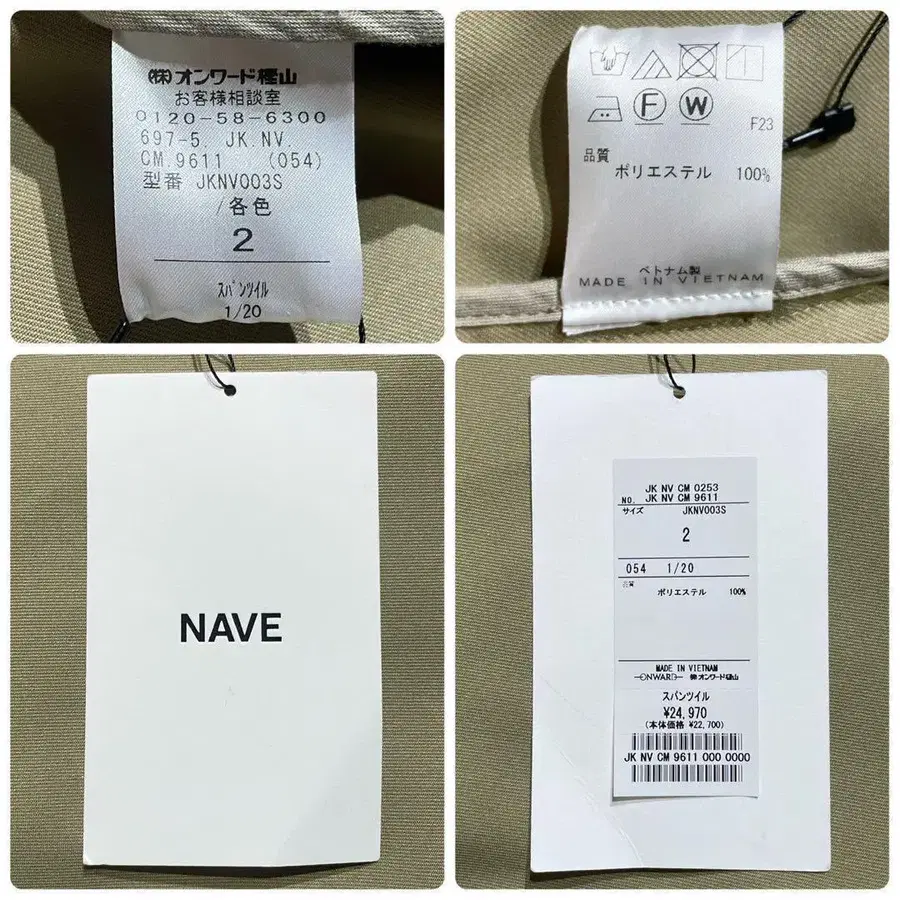 (株)オンワード樫山
お客様相談室
0120-58-6300
697-5. JK. NV.
CM. 9611 (054)
型番 JKNV003S
/各色
2
スパンツイル
1/20
F
W
F23
品質
ポリエステル 100%
ベトナム製
MADE IN VIETNAM
NAVE
JK NV CM 0253
NO. JK NV CM 9611
サイズ JKNV003S
2
054 1/20
品質
ポリエステル 100%
MADE IN VIETNAM
ONWARD 株オンワード樫山
スパンツイル
¥24,970
(本体価格 ¥22,700)
JK NV CM 9611 000 0000